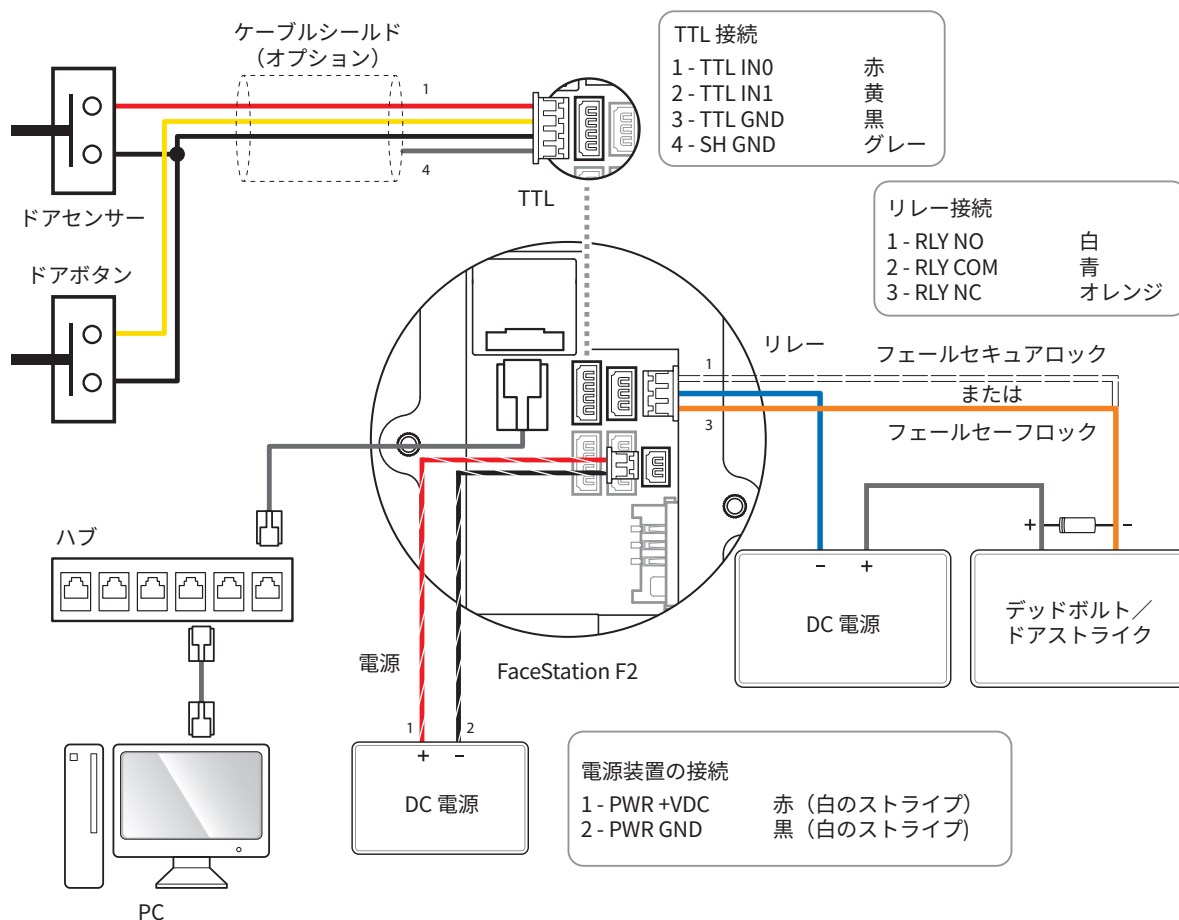 ケーブルシールド
（オプション）
1
4
ドアセンサー
ドアボタン
TTL
TTL 接続
1 - TTL IN0 赤
2 - TTL IN1 黄
3 - TTL GND 黒
4 - SH GND グレー
リレー接続
1 - RLY NO 白
2 - RLY COM 青
3 - RLY NC オレンジ
リレー
1
3
フェールセキュアロック
または
フェールセーフロック
+
−
− +
DC 電源
デッドボルト／
ドアストライク
ハブ
電源
FaceStation F2
1 2
+ −
DC 電源
電源装置の接続
1 - PWR +VDC 赤（白のストライプ）
2 - PWR GND 黒（白のストライプ)
PC